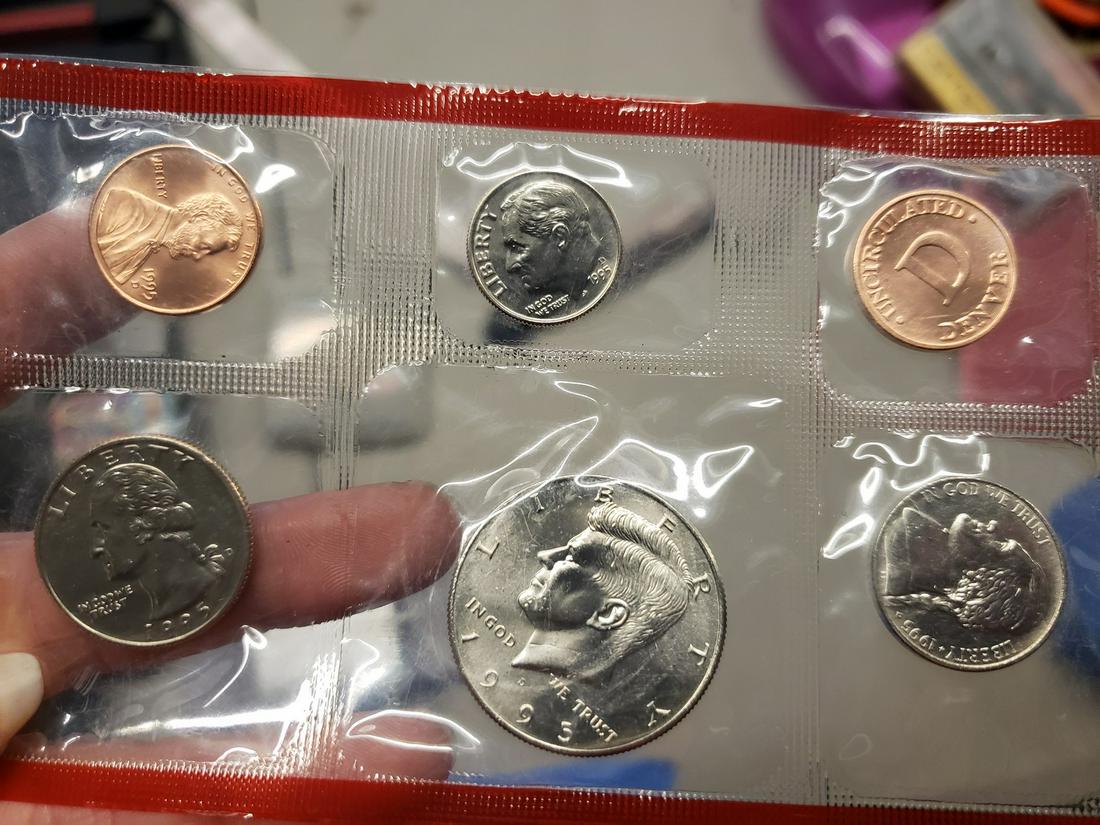 IN GOD WE TRUST
LIBERTY
1995
D
LIBERTY
IN GOD
WE TRUST
1995
D
· UNCIRCULATED ·
D
DENVER
LIBERTY
IN GOD WE
TRUST
1995
LIBERTY
IN GOD
WE TRUST
1995
IN GOD WE TRUST
LIBERTY ★ 1995